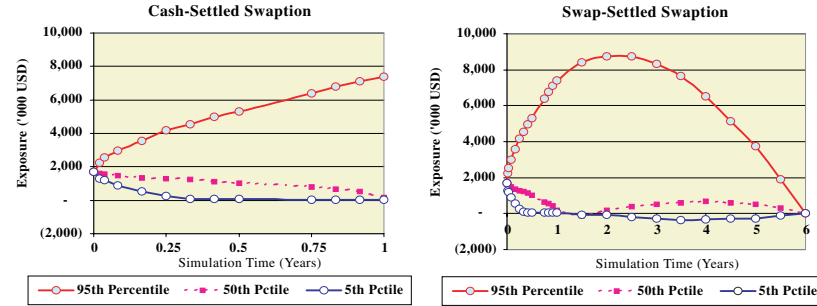 Cash-Settled Swaption
10,000
8,000
6,000
4,000
2,000
-
(2,000)
Exposure ('000 USD)
0
0.25
0.5
0.75
1
Simulation Time (Years)
95th Percentile
50th Pctile
5th Pctile
Swap-Settled Swaption
10,000
8,000
6,000
4,000
2,000
-
(2,000)
Exposure ('000 USD)
0
1
2
3
4
5
6
Simulation Time (Years)
95th Percentile
50th Pctile
5th Pctile